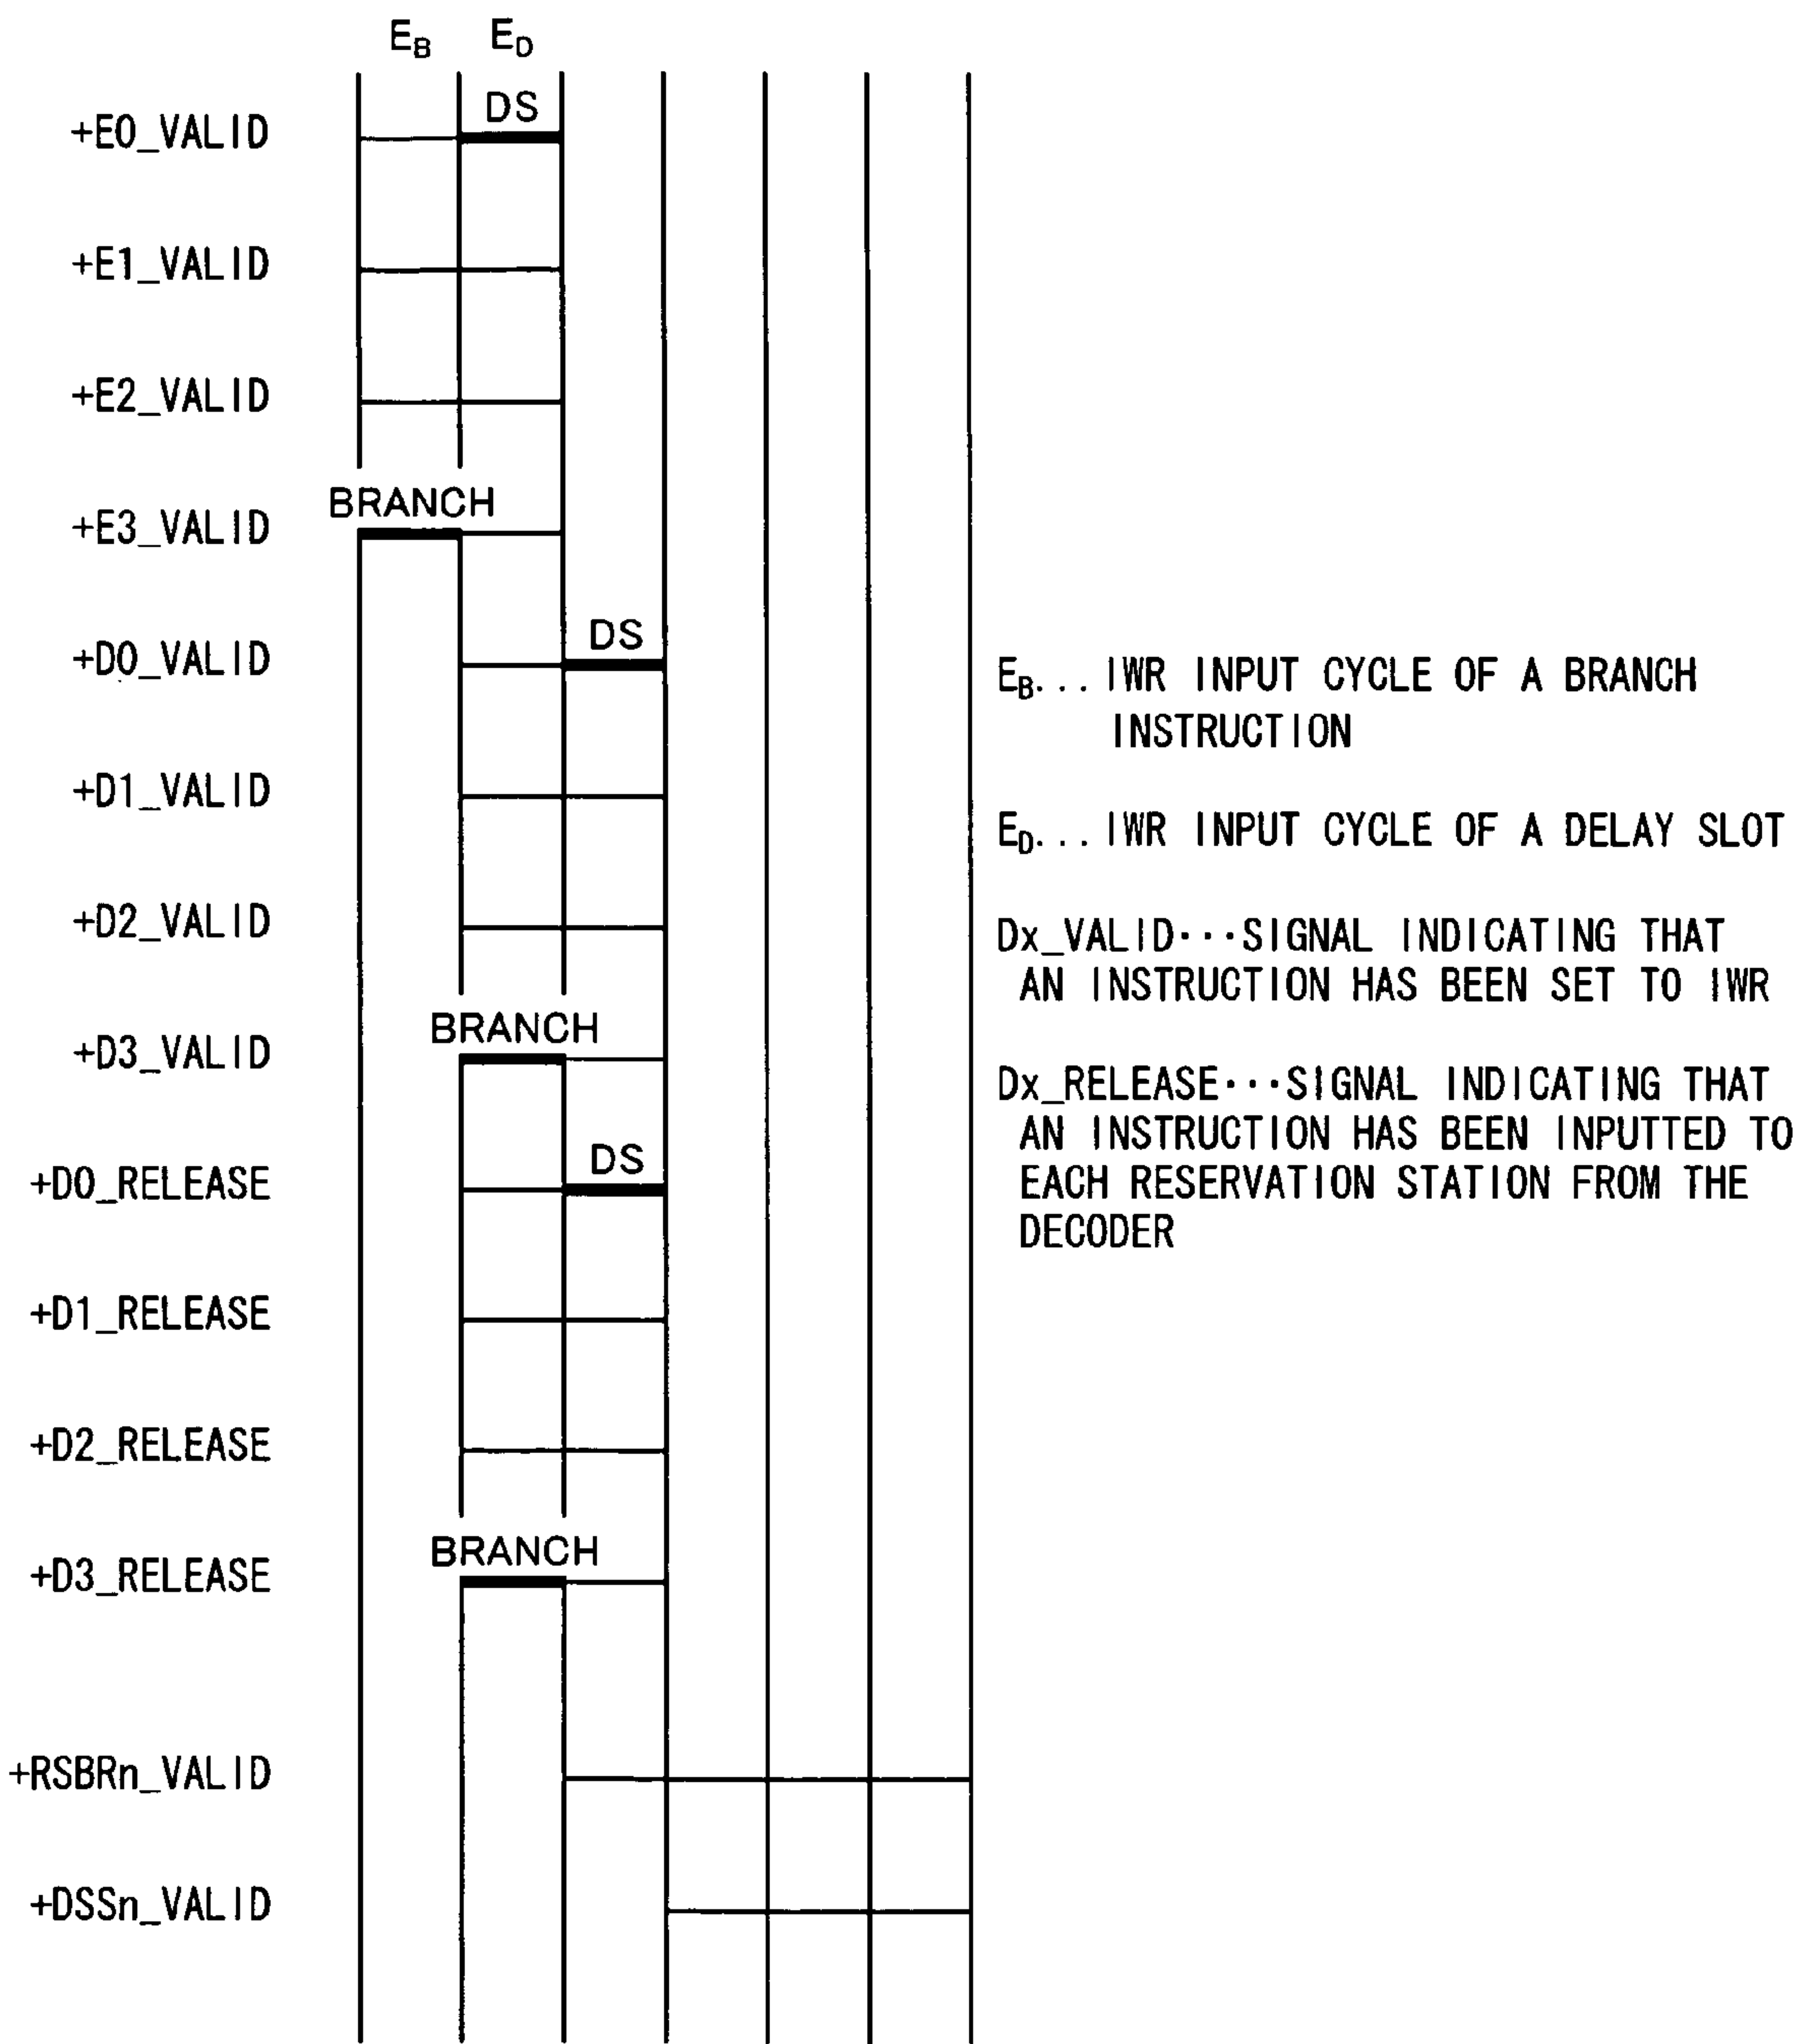 E_B E_D
DS
+E0_VALID
+E1_VALID
+E2_VALID
BRANCH
+E3_VALID
DS
+D0_VALID
E_B... IWR INPUT CYCLE OF A BRANCH
INSTRUCTION
+D1_VALID
E_D... IWR INPUT CYCLE OF A DELAY SLOT
+D2_VALID
Dx_VALID···SIGNAL INDICATING THAT
AN INSTRUCTION HAS BEEN SET TO IWR
BRANCH
+D3_VALID
Dx_RELEASE···SIGNAL INDICATING THAT
AN INSTRUCTION HAS BEEN INPUTTED TO
EACH RESERVATION STATION FROM THE
DECODER
DS
+D0_RELEASE
+D1_RELEASE
+D2_RELEASE
BRANCH
+D3_RELEASE
+RSBRn_VALID
+DSSn_VALID